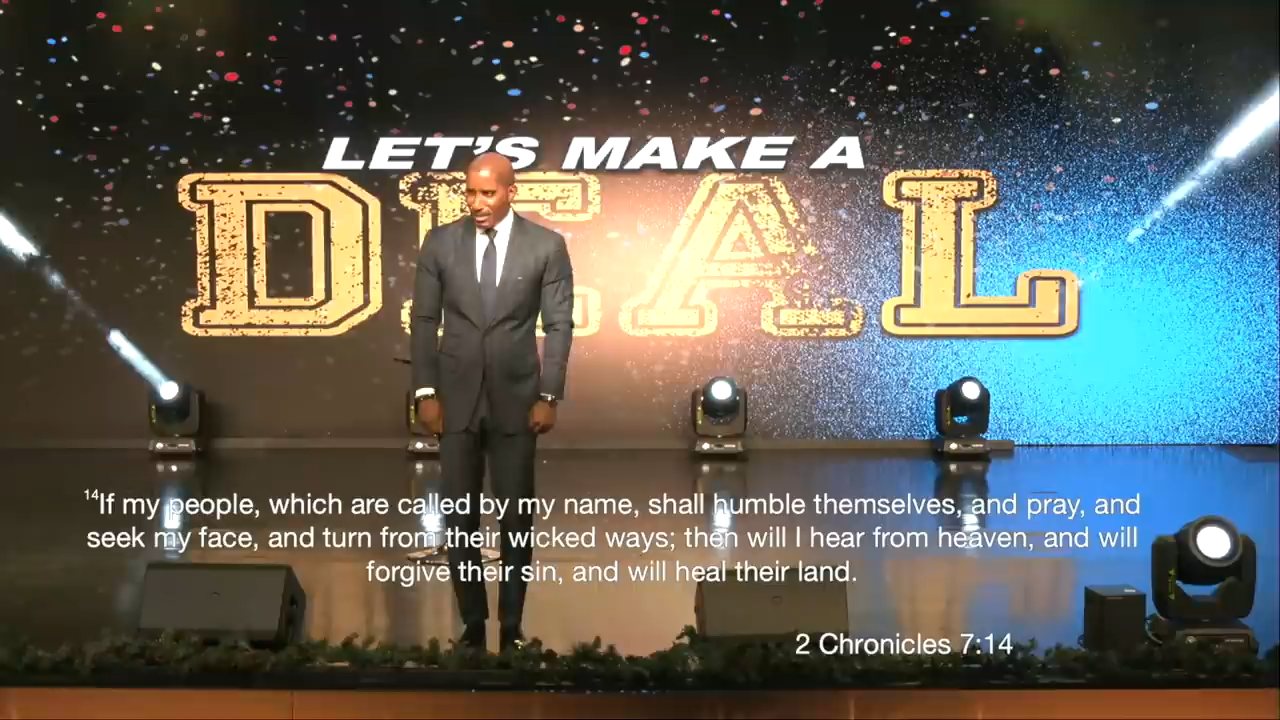 LET'S MAKE A
DEAL
14If my people, which are called by my name, shall humble themselves, and pray, and
seek my face, and turn from their wicked ways; then will I hear from heaven, and will
forgive their sin, and will heal their land.
2 Chronicles 7:14